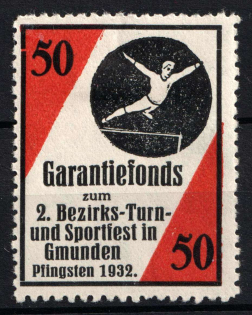 50
Garantiefonds
zum
2. Bezirks-Turn-
und Sportfest in
Gmunden
Pfingsten 1932.
50